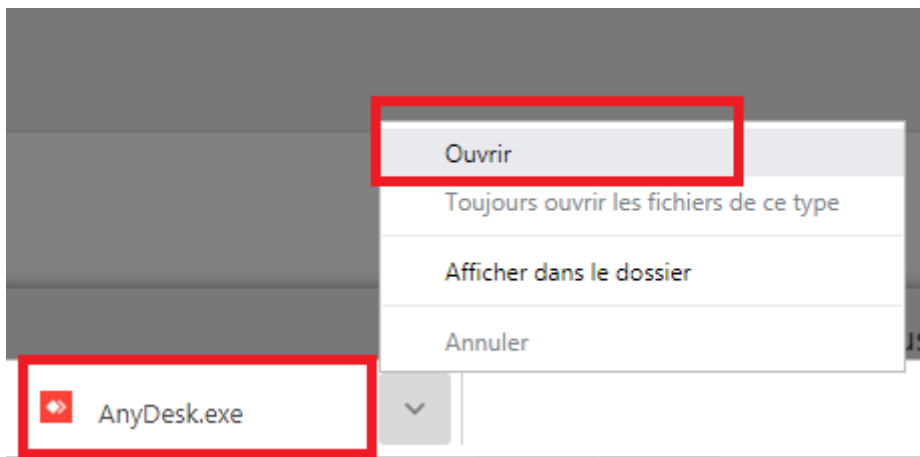 Ouvrir
Toujours ouvrir les fichiers de ce type
Afficher dans le dossier
Annuler
AnyDesk.exe